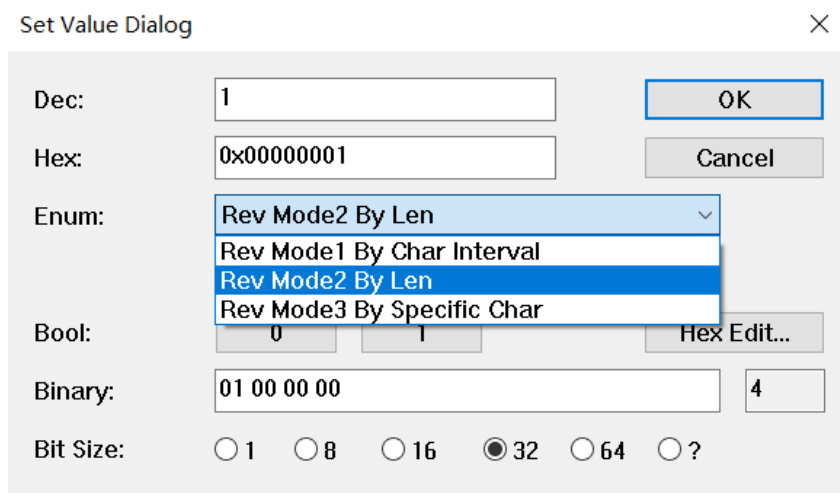 Set Value Dialog
Dec:
1
OK
Hex:
0x00000001
Cancel
Enum:
Rev Mode2 By Len
Rev Mode1 By Char Interval
Rev Mode2 By Len
Rev Mode3 By Specific Char
Bool:
0
1
Hex Edit...
Binary:
01 00 00 00
4
Bit Size:
1
8
16
32
64
?